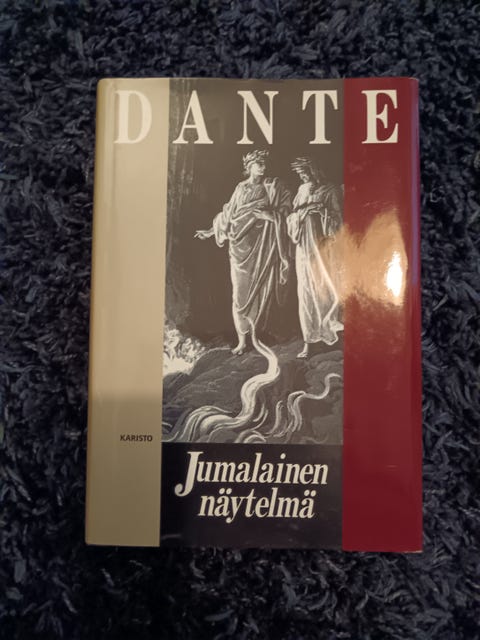 DANTE
KARISTO
Jumalainen
näytelmä